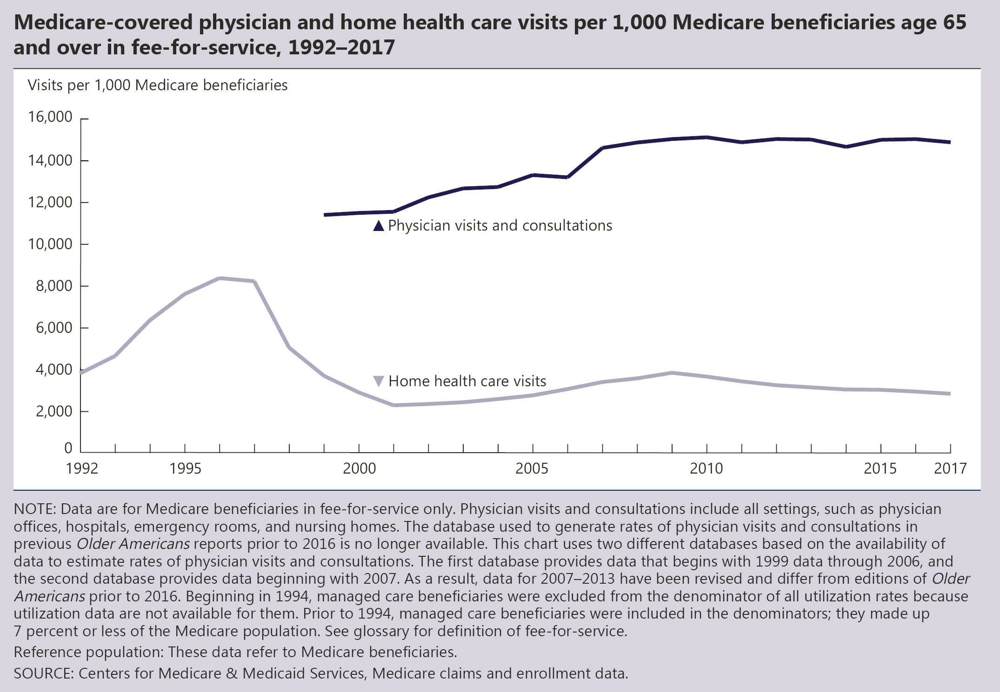 Medicare-covered physician and home health care visits per 1,000 Medicare beneficiaries age 65
and over in fee-for-service, 1992–2017
Visits per 1,000 Medicare beneficiaries
16,000
14,000
12,000
10,000
8,000
6,000
4,000
2,000
0
▲ Physician visits and consultations
▼ Home health care visits
1992 1995 2000 2005 2010 2015 2017
NOTE: Data are for Medicare beneficiaries in fee-for-service only. Physician visits and consultations include all settings, such as physician
offices, hospitals, emergency rooms, and nursing homes. The database used to generate rates of physician visits and consultations in
previous Older Americans reports prior to 2016 is no longer available. This chart uses two different databases based on the availability of
data to estimate rates of physician visits and consultations. The first database provides data that begins with 1999 data through 2006, and
the second database provides data beginning with 2007. As a result, data for 2007–2013 have been revised and differ from editions of Older
Americans prior to 2016. Beginning in 1994, managed care beneficiaries were excluded from the denominator of all utilization rates because
utilization data are not available for them. Prior to 1994, managed care beneficiaries were included in the denominators; they made up
7 percent or less of the Medicare population. See glossary for definition of fee-for-service.
Reference population: These data refer to Medicare beneficiaries.
SOURCE: Centers for Medicare & Medicaid Services, Medicare claims and enrollment data.